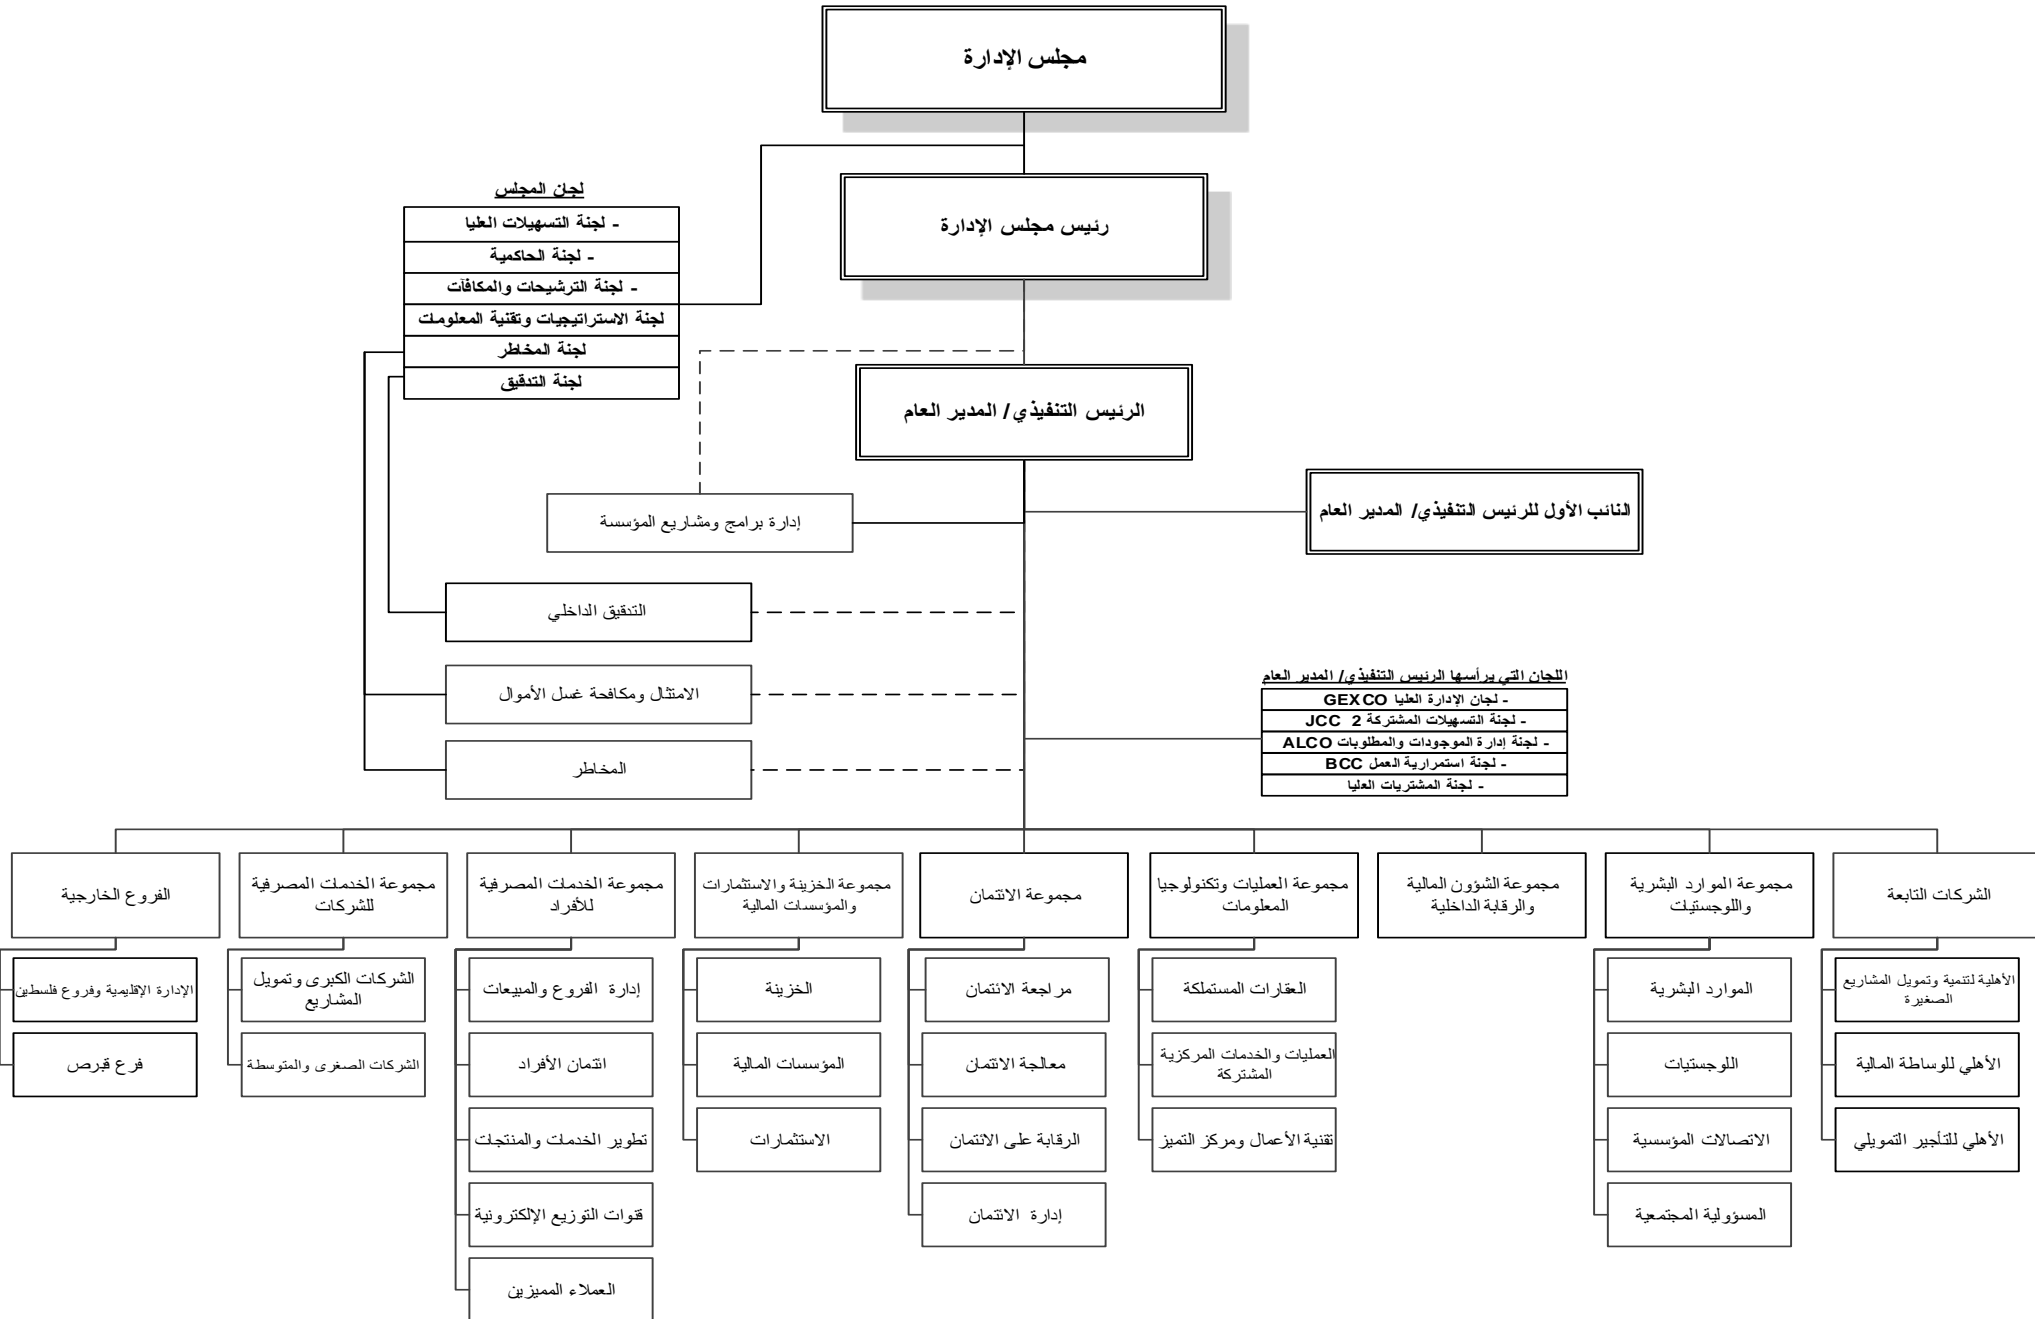 مجلس الإدارة
رئيس مجلس الإدارة
لجان المجلس
- لجنة التسهيلات العليا
- لجنة الحاكمية
- لجنة الترشيحات والمكافآت
لجنة الاستراتيجيات وتقنية المعلومات
لجنة المخاطر
لجنة التدقيق
الرئيس التنفيذي/ المدير العام
النائب الأول للرئيس التنفيذي/ المدير العام
إدارة برامج ومشاريع المؤسسة
التدقيق الداخلي
الامتثال ومكافحة غسل الأموال
المخاطر
اللجان التي يرأسها الرئيس التنفيذي/ المدير العام
- لجان الإدارة العليا GEXCO
- لجنة التسهيلات المشتركة 2 JCC
- لجنة إدارة الموجودات والمطلوبات ALCO
- لجنة استمرارية العمل BCC
- لجنة المشتريات العليا
الشركات التابعة
الأهلية لتنمية وتمويل المشاريع
الصغيرة
الأهلي للوساطة المالية
الأهلي للتأجير التمويلي
مجموعة الموارد البشرية
واللوجستيات
الموارد البشرية
اللوجستيات
الاتصالات المؤسسية
المسؤولية المجتمعية
مجموعة الشؤون المالية
والرقابة الداخلية
مجموعة العمليات وتكنولوجيا
المعلومات
العقارات المستملكة
العمليات والخدمات المركزية
المشتركة
تقنية الأعمال ومركز التميز
مجموعة الائتمان
مراجعة الائتمان
معالجة الائتمان
الرقابة على الائتمان
إدارة الائتمان
مجموعة الخزينة والاستثمارات
والمؤسسات المالية
الخزينة
المؤسسات المالية
الاستثمارات
مجموعة الخدمات المصرفية
للأفراد
إدارة الفروع والمبيعات
ائتمان الأفراد
تطوير الخدمات والمنتجات
قنوات التوزيع الإلكترونية
العملاء المميزين
مجموعة الخدمات المصرفية
للشركات
الشركات الكبرى وتمويل
المشاريع
الشركات الصغرى والمتوسطة
الفروع الخارجية
الإدارة الإقليمية وفروع فلسطين
فرع قبرص